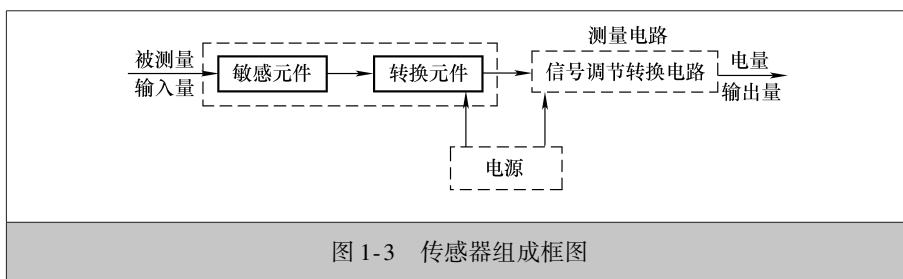 测量电路
被测量
输入量
敏感元件
转换元件
信号调节转换电路
电量
输出量
电源
图 1-3 传感器组成框图